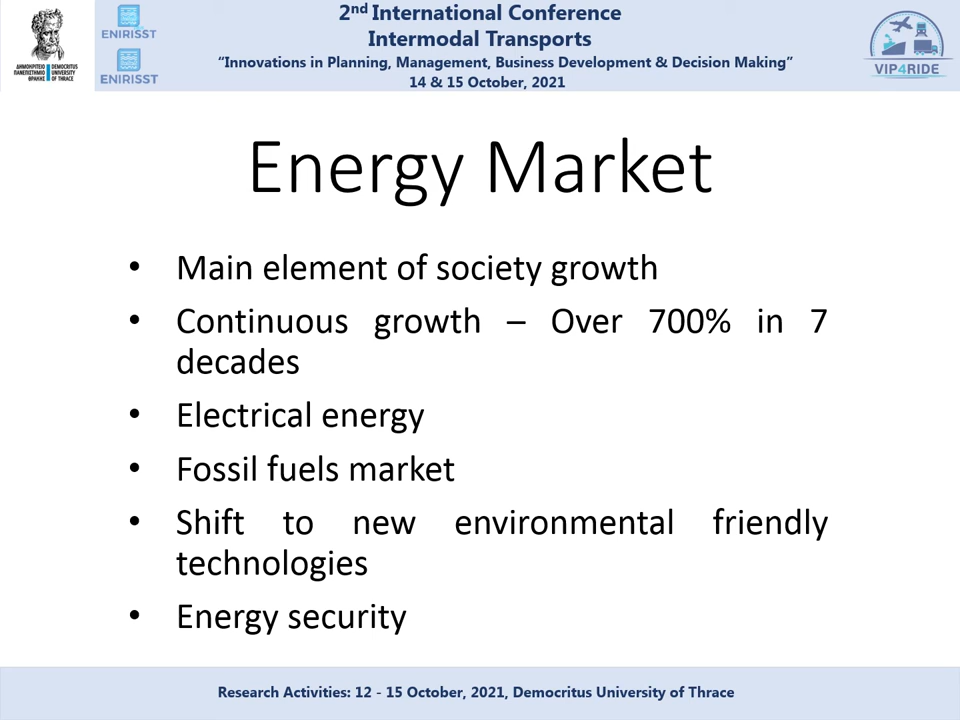 2nd International Conference
Intermodal Transports
“Innovations in Planning, Management, Business Development & Decision Making”
14 & 15 October, 2021
ΔΗΜΟΚΡΙΤΕΙΟ ΠΑΝΕΠΙΣΤΗΜΙΟ ΘΡΑΚΗΣ
DEMOCRITUS UNIVERSITY OF THRACE
ENIRISST
ENIRISST
VIP4RIDE
Energy Market
• Main element of society growth
• Continuous growth – Over 700% in 7
decades
• Electrical energy
• Fossil fuels market
• Shift to new environmental friendly
technologies
• Energy security
Research Activities: 12 - 15 October, 2021, Democritus University of Thrace